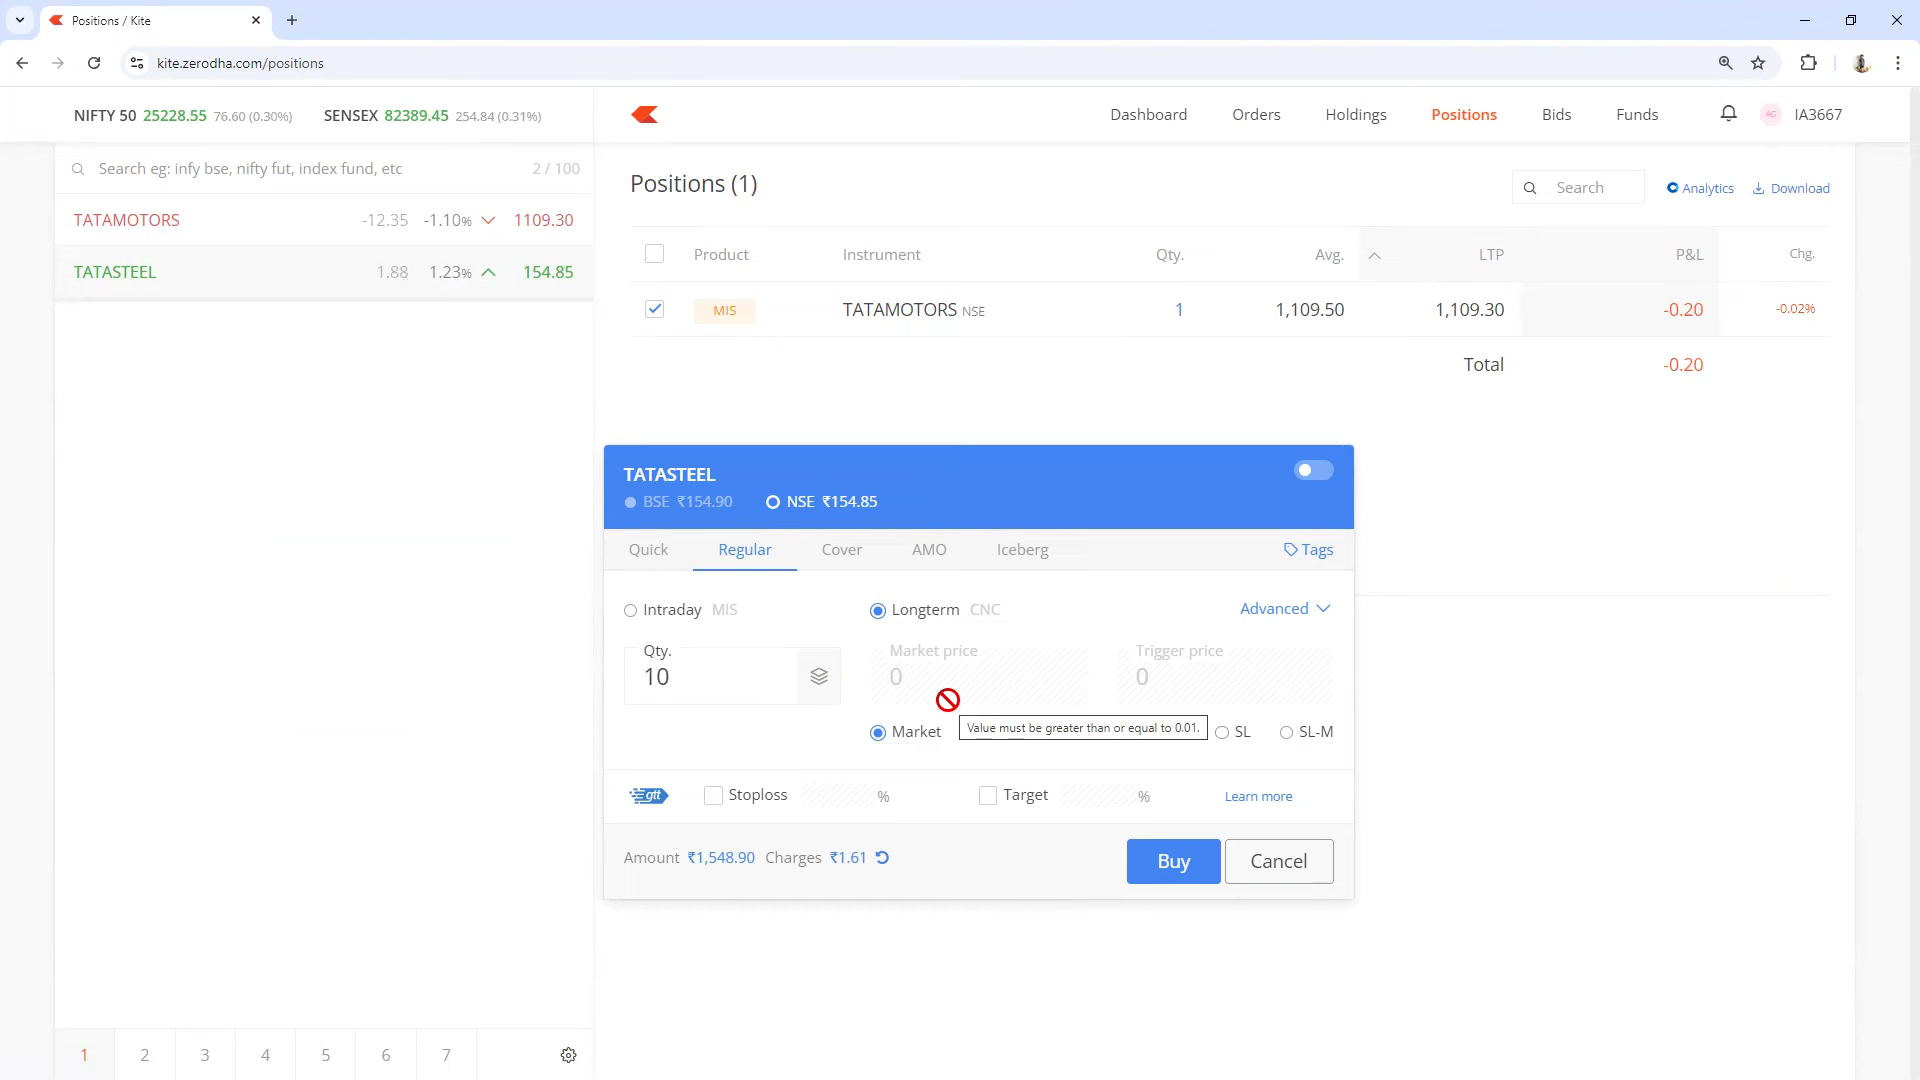 Positions / Kite
kite.zerodha.com/positions
NIFTY 50 25228.55 76.60 (0.30%) SENSEX 82389.45 254.84 (0.31%)
Dashboard Orders Holdings Positions Bids Funds AG IA3667
Search eg: infy bse, nifty fut, index fund, etc 2 / 100
TATAMOTORS -12.35 -1.10% 1109.30
TATASTEEL 1.88 1.23% 154.85
Positions (1) Search Analytics Download
Product Instrument Qty. Avg. LTP P&L Chg.
MIS TATAMOTORS NSE 1 1,109.50 1,109.30 -0.20 -0.02%
Total -0.20
TATASTEEL
BSE ₹154.90 NSE ₹154.85
Quick Regular Cover AMO Iceberg Tags
Intraday MIS Longterm CNC Advanced
Qty. Market price Trigger price
10 0 0
Market Value must be greater than or equal to 0.01. SL SL-M
gtt Stoploss % Target % Learn more
Amount ₹1,548.90 Charges ₹1.61 Buy Cancel
1 2 3 4 5 6 7